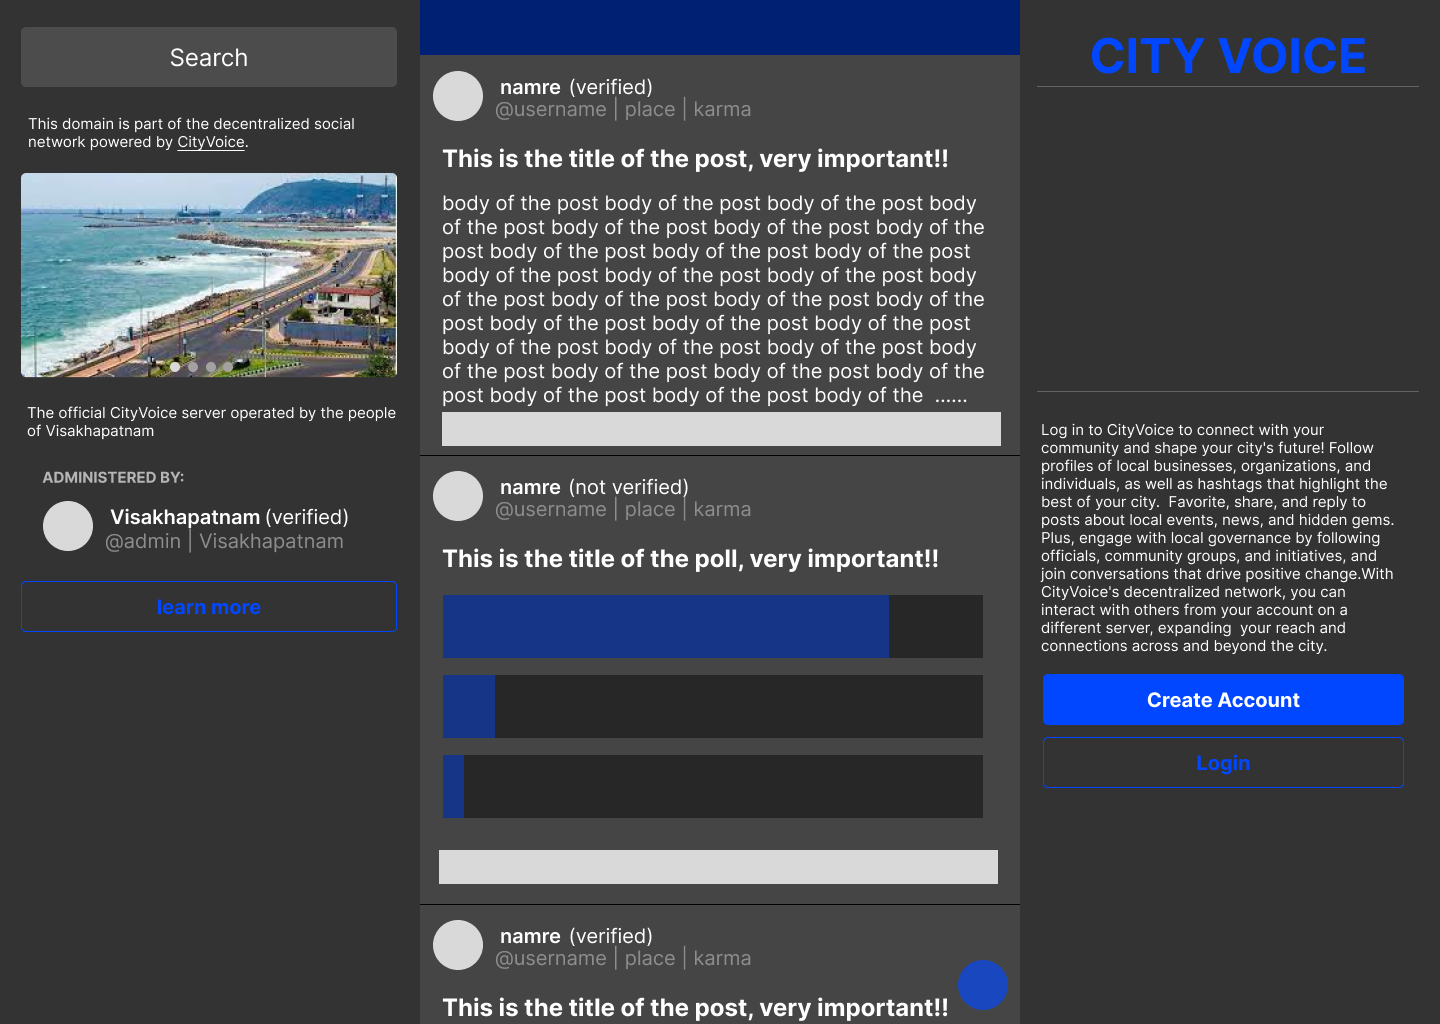 Search
This domain is part of the decentralized social
network powered by CityVoice.
The official CityVoice server operated by the people
of Visakhapatnam
ADMINISTERED BY:
Visakhapatnam (verified)
@admin | Visakhapatnam
learn more
namre (verified)
@username | place | karma
This is the title of the post, very important!!
body of the post body of the post body of the post body
of the post body of the post body of the post body of the
post body of the post body of the post body of the post
body of the post body of the post body of the post body
of the post body of the post body of the post body of the
post body of the post body of the post body of the post
body of the post body of the post body of the post body
of the post body of the post body of the post body of the
post body of the post body of the post body of the ......
namre (not verified)
@username | place | karma
This is the title of the poll, very important!!
namre (verified)
@username | place | karma
This is the title of the post, very important!!
CITY VOICE
Log in to CityVoice to connect with your
community and shape your city's future! Follow
profiles of local businesses, organizations, and
individuals, as well as hashtags that highlight the
best of your city. Favorite, share, and reply to
posts about local events, news, and hidden gems.
Plus, engage with local governance by following
officials, community groups, and initiatives, and
join conversations that drive positive change.With
CityVoice's decentralized network, you can
interact with others from your account on a
different server, expanding your reach and
connections across and beyond the city.
Create Account
Login